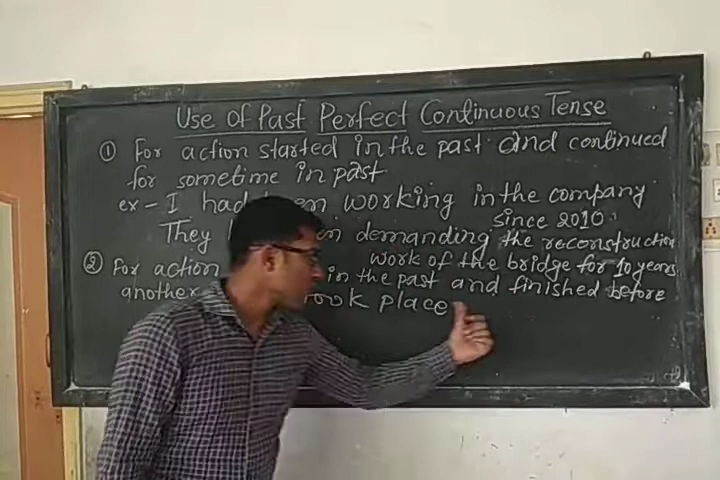 Use of Past Perfect Continuous Tense
① For action started in the past and continued
for sometime in past
ex - I had working in the company
since 2010.
They demanding the reconstruction
work of the bridge for 10 years
② For action in the past and finished before
another took place